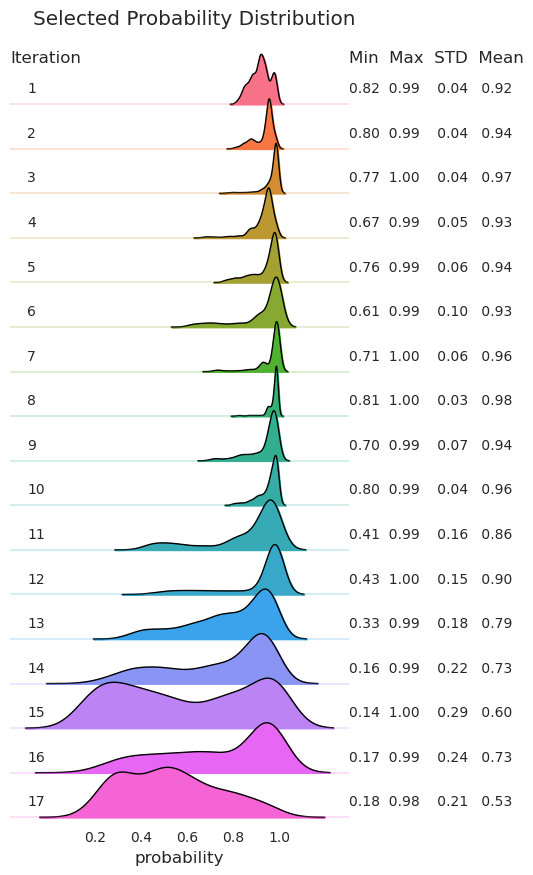 Selected Probability Distribution
Iteration Min Max STD Mean
1 0.82 0.99 0.04 0.92
2 0.80 0.99 0.04 0.94
3 0.77 1.00 0.04 0.97
4 0.67 0.99 0.05 0.93
5 0.76 0.99 0.06 0.94
6 0.61 0.99 0.10 0.93
7 0.71 1.00 0.06 0.96
8 0.81 1.00 0.03 0.98
9 0.70 0.99 0.07 0.94
10 0.80 0.99 0.04 0.96
11 0.41 0.99 0.16 0.86
12 0.43 1.00 0.15 0.90
13 0.33 0.99 0.18 0.79
14 0.16 0.99 0.22 0.73
15 0.14 1.00 0.29 0.60
16 0.17 0.99 0.24 0.73
17 0.18 0.98 0.21 0.53
0.2 0.4 0.6 0.8 1.0
probability